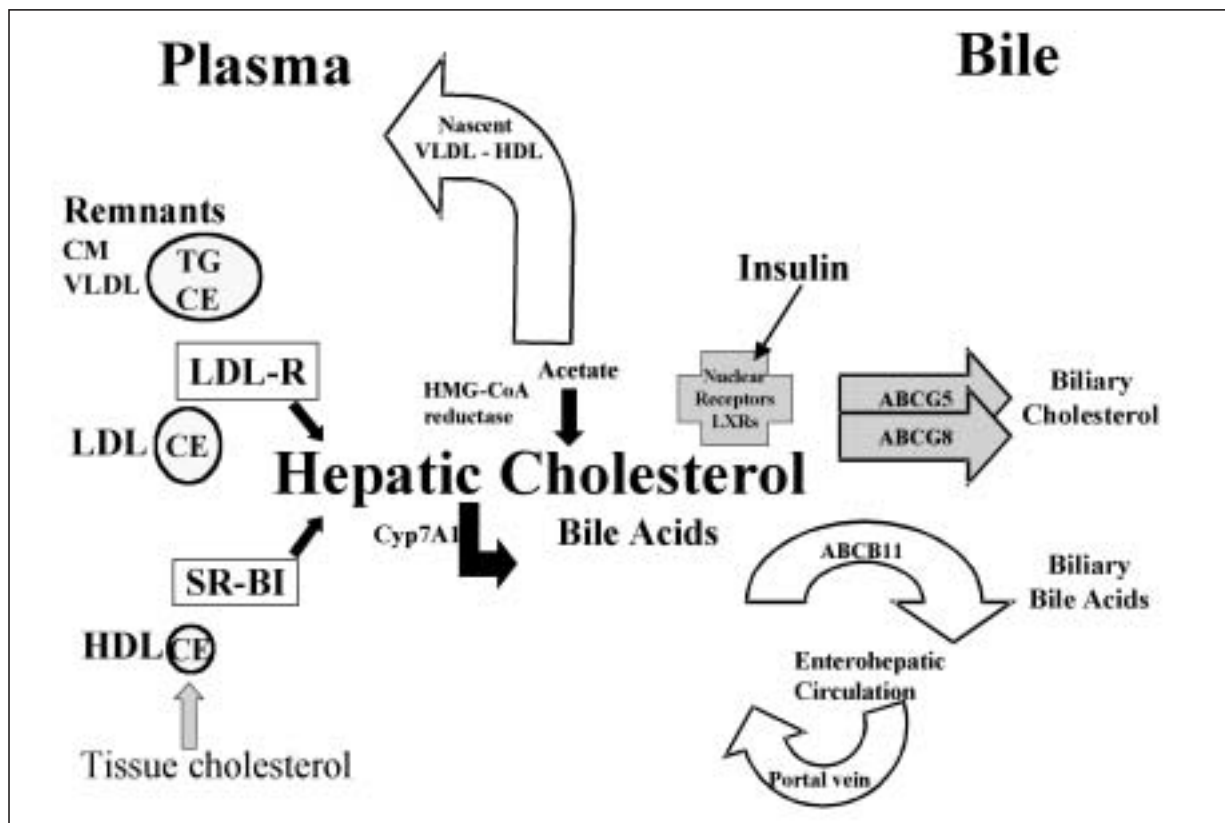 Plasma
Bile
Nascent
VLDL - HDL
Remnants
CM
VLDL
TG
CE
Insulin
LDL-R
HMG-CoA
reductase
Acetate
Nuclear
Receptors
LXRs
ABCG5
ABCG8
Biliary
Cholesterol
LDL
CE
Hepatic Cholesterol
Cyp7A1
Bile Acids
ABCB11
Biliary
Bile Acids
SR-BI
HDL
CE
Enterohepatic
Circulation
Tissue cholesterol
Portal vein